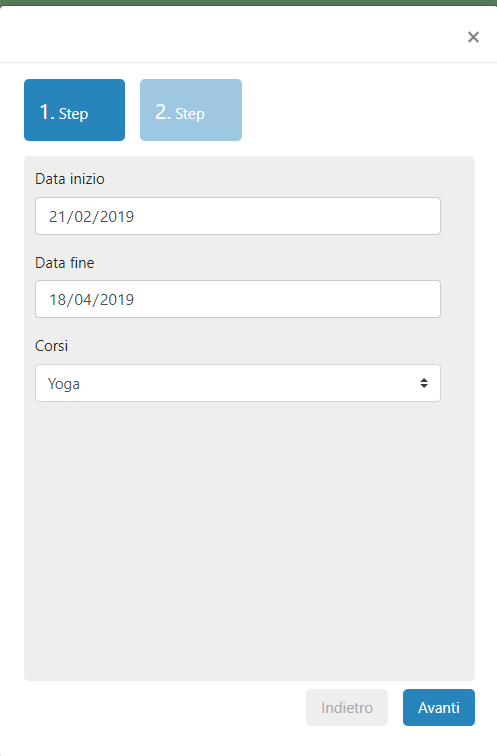 ×
1. Step 2. Step
Data inizio
21/02/2019
Data fine
18/04/2019
Corsi
Yoga
Indietro Avanti